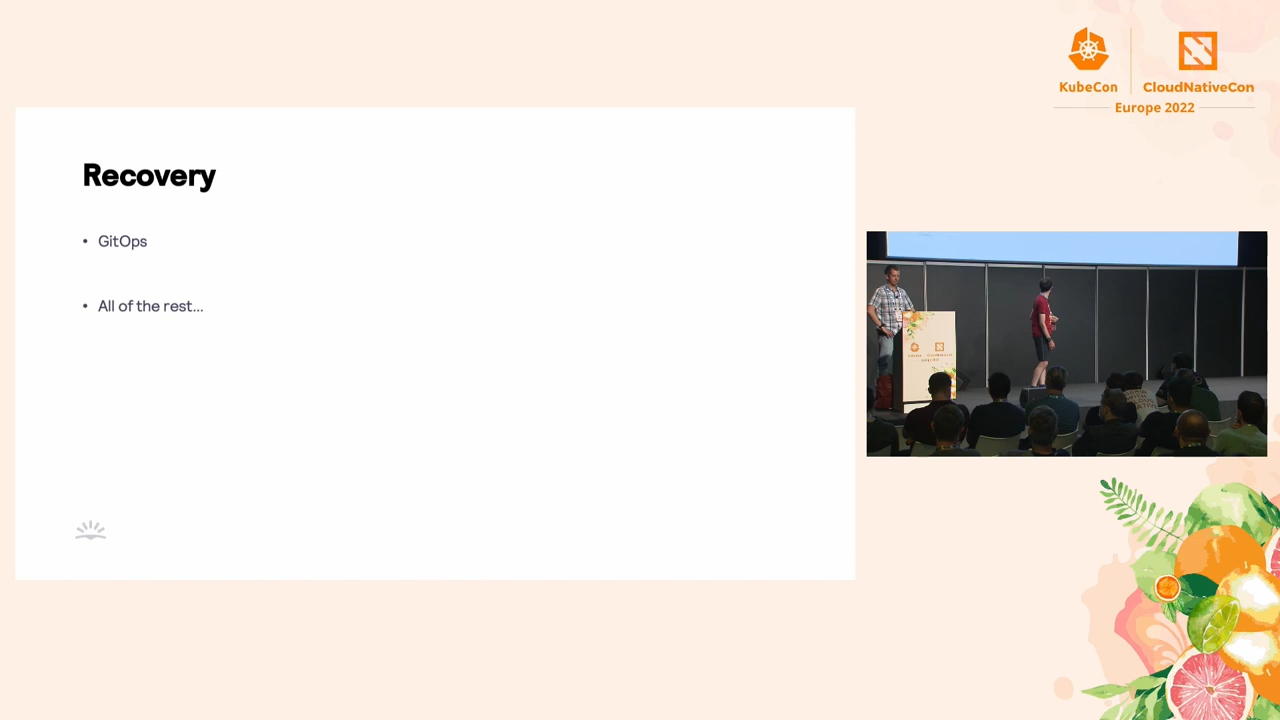 KubeCon
CloudNativeCon
Europe 2022
Recovery
• GitOps
• All of the rest...